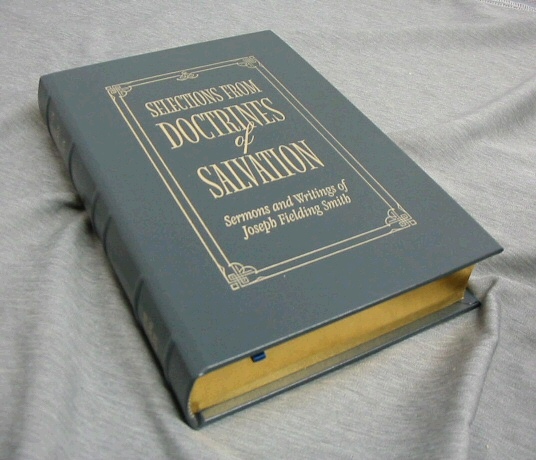 SELECTIONS FROM
DOCTRINES
of
SALVATION
Sermons and Writings of
Joseph Fielding Smith